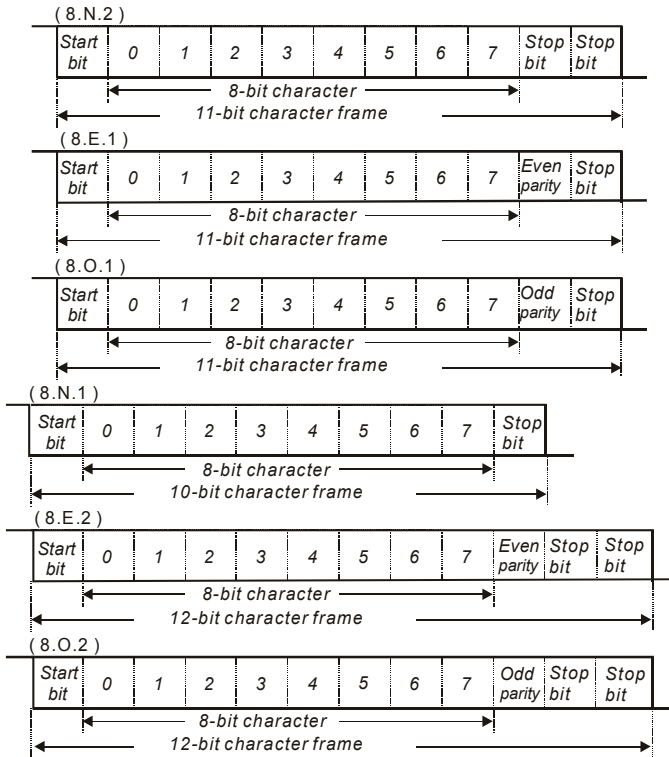 (8.N.2)
Start bit 0 1 2 3 4 5 6 7 Stop bit Stop bit
8-bit character
11-bit character frame
(8.E.1)
Start bit 0 1 2 3 4 5 6 7 Even parity Stop bit
8-bit character
11-bit character frame
(8.O.1)
Start bit 0 1 2 3 4 5 6 7 Odd parity Stop bit
8-bit character
11-bit character frame
(8.N.1)
Start bit 0 1 2 3 4 5 6 7 Stop bit
8-bit character
10-bit character frame
(8.E.2)
Start bit 0 1 2 3 4 5 6 7 Even parity Stop bit Stop bit
8-bit character
12-bit character frame
(8.O.2)
Start bit 0 1 2 3 4 5 6 7 Odd parity Stop bit Stop bit
8-bit character
12-bit character frame